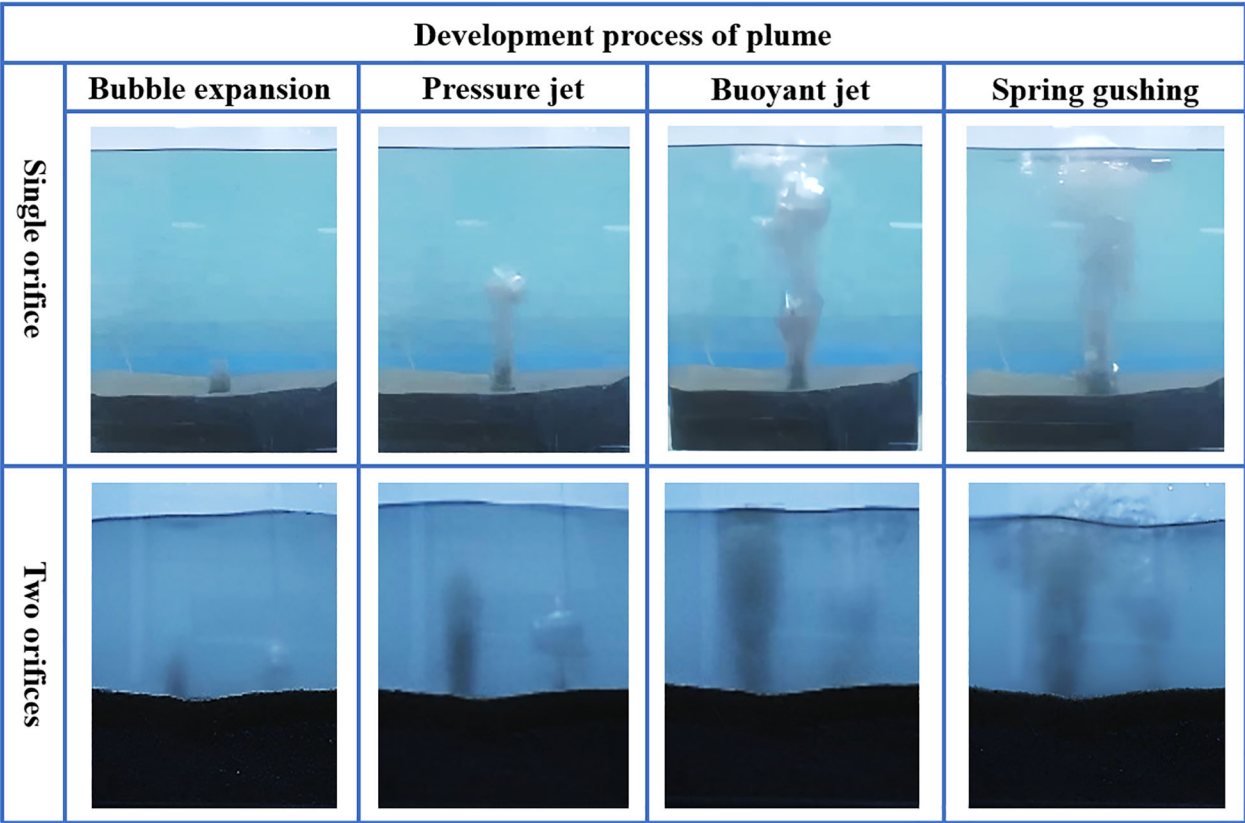 Development process of plume
Bubble expansion
Pressure jet
Buoyant jet
Spring gushing
Single orifice
Two orifices